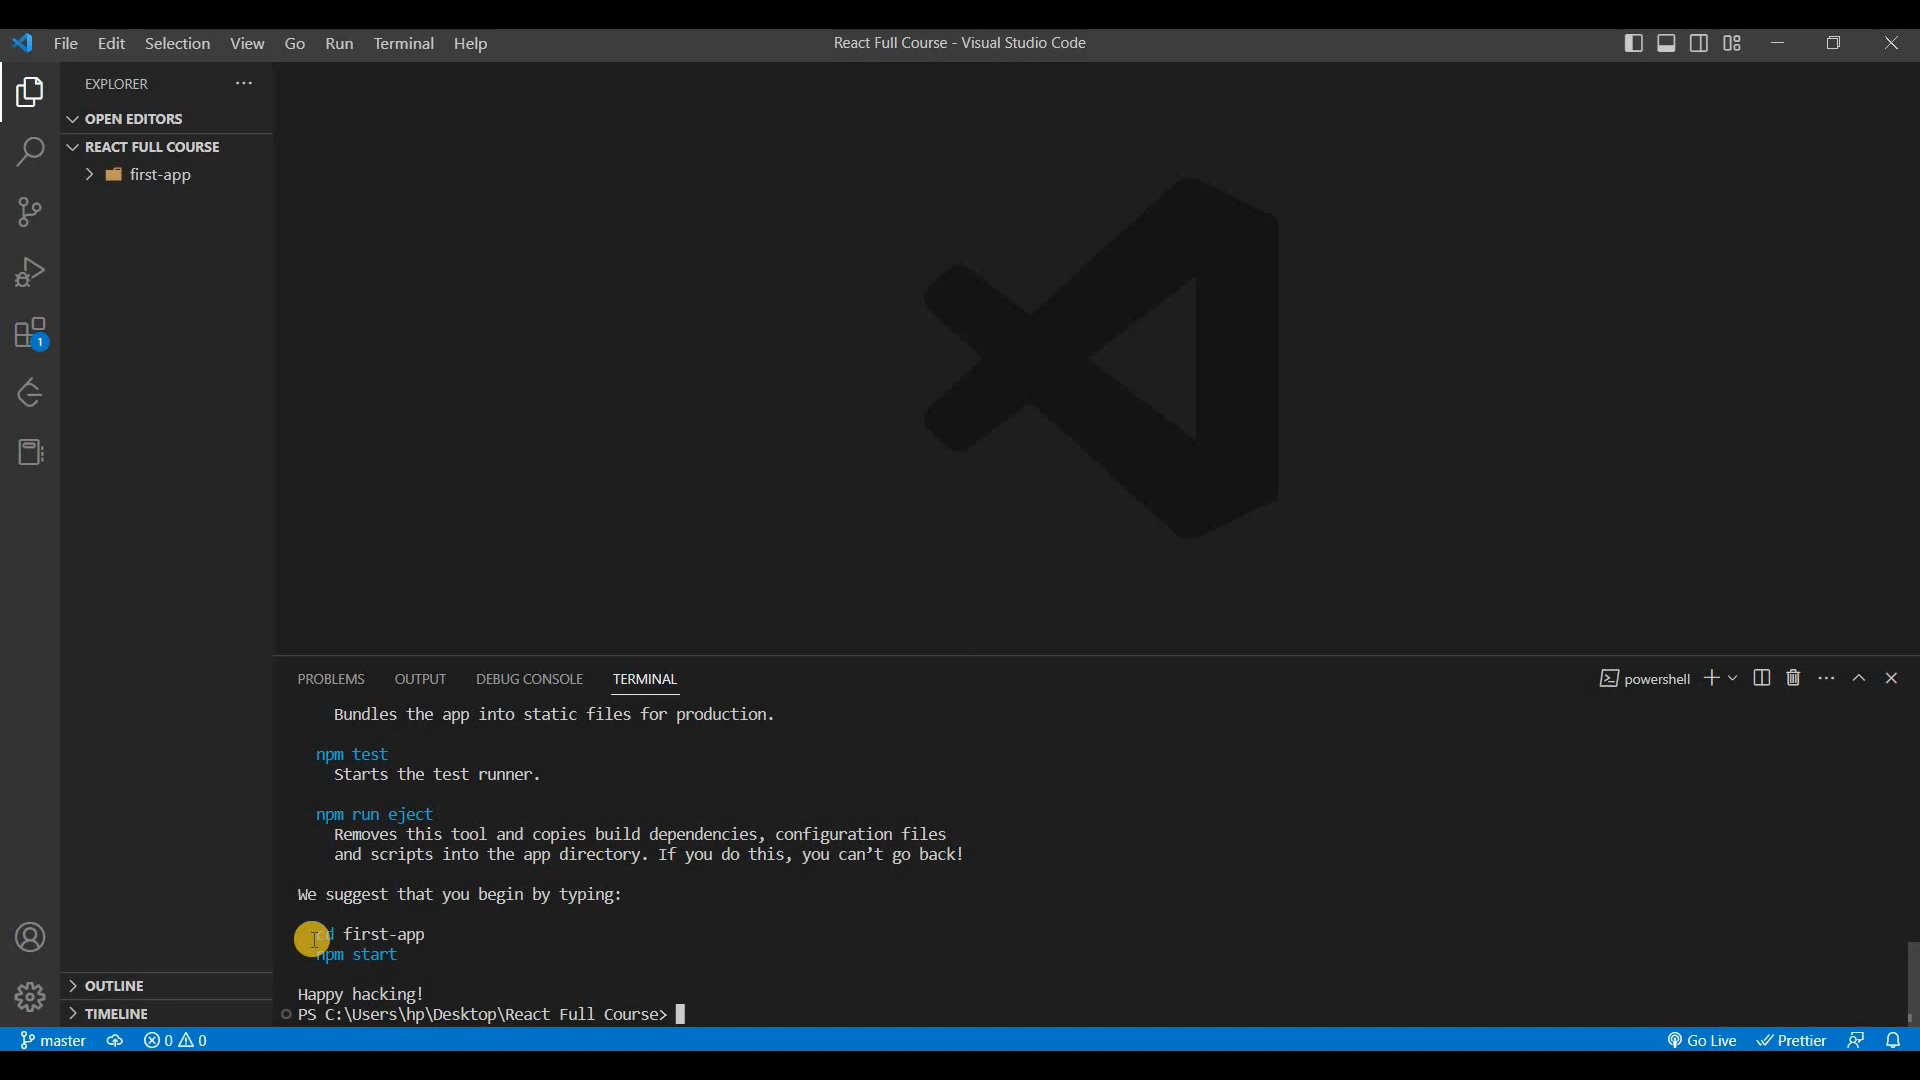 File Edit Selection View Go Run Terminal Help
React Full Course - Visual Studio Code
EXPLORER
OPEN EDITORS
REACT FULL COURSE
first-app
1
OUTLINE
TIMELINE
PROBLEMS OUTPUT DEBUG CONSOLE TERMINAL
powershell
Bundles the app into static files for production.
npm test
Starts the test runner.
npm run eject
Removes this tool and copies build dependencies, configuration files
and scripts into the app directory. If you do this, you can’t go back!
We suggest that you begin by typing:
cd first-app
npm start
Happy hacking!
PS C:\Users\hp\Desktop\React Full Course>
master 0 0
Go Live Prettier